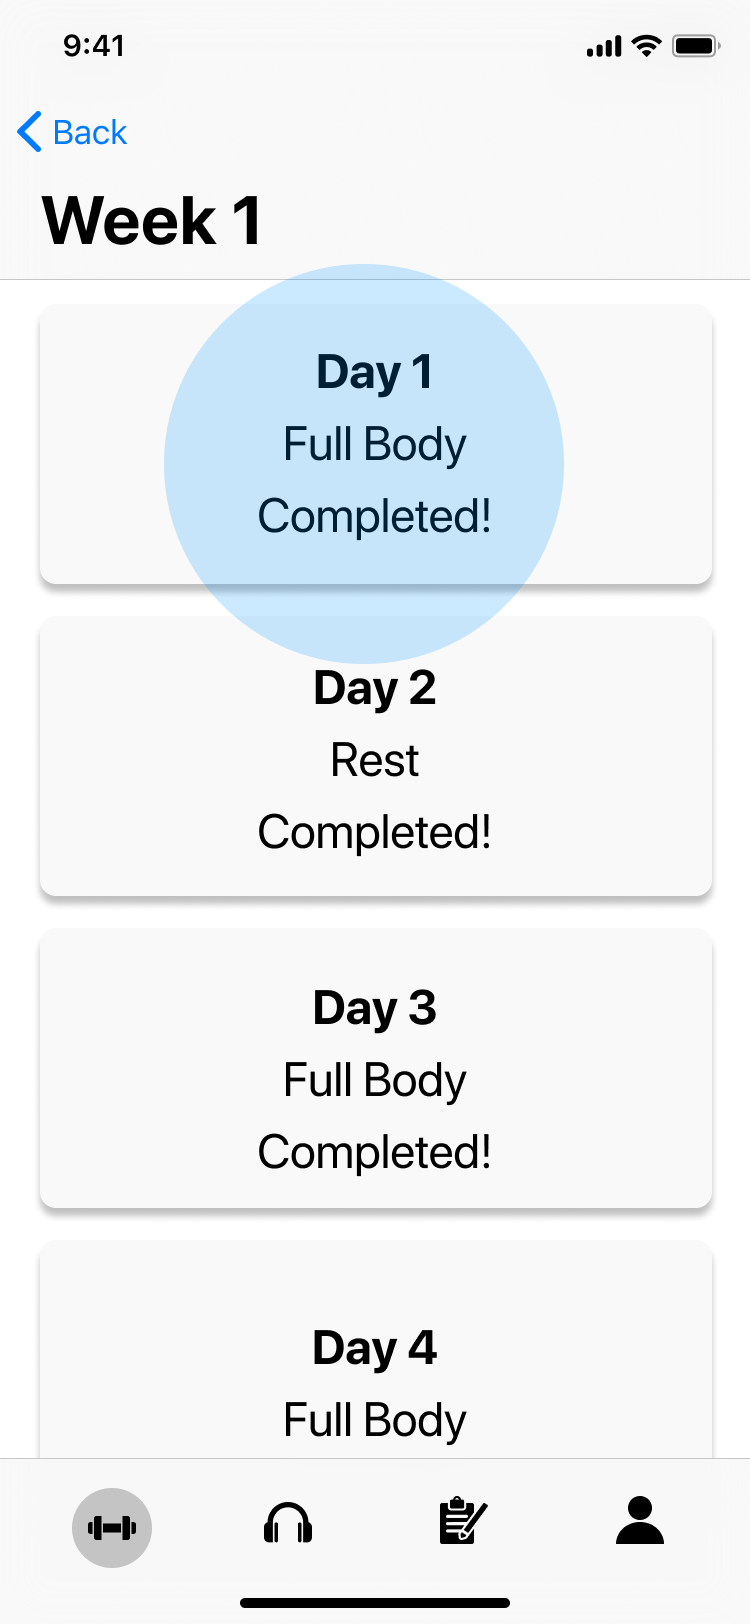 9:41
Back
Week 1
Day 1
Full Body
Completed!
Day 2
Rest
Completed!
Day 3
Full Body
Completed!
Day 4
Full Body